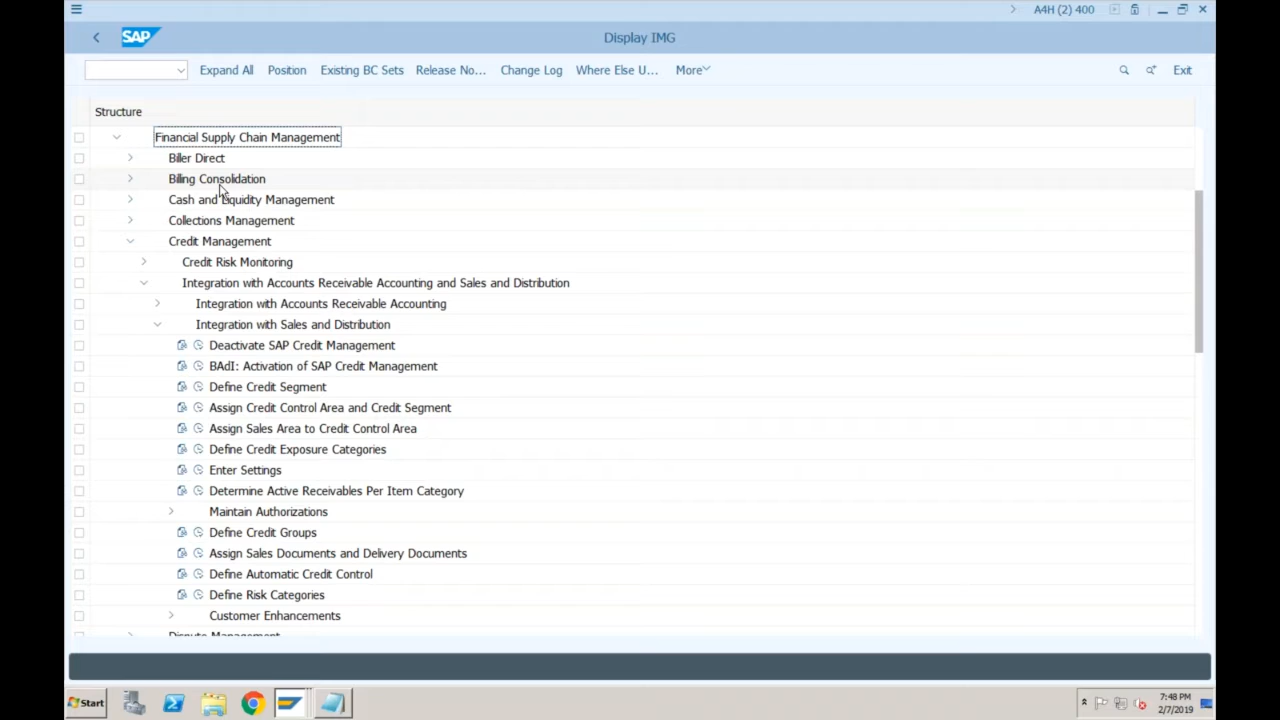 A4H (2) 400
SAP
Display IMG
Expand All Position Existing BC Sets Release No... Change Log Where Else U... More Exit
Structure
Financial Supply Chain Management
Biller Direct
Billing Consolidation
Cash and Liquidity Management
Collections Management
Credit Management
Credit Risk Monitoring
Integration with Accounts Receivable Accounting and Sales and Distribution
Integration with Accounts Receivable Accounting
Integration with Sales and Distribution
Deactivate SAP Credit Management
BAdI: Activation of SAP Credit Management
Define Credit Segment
Assign Credit Control Area and Credit Segment
Assign Sales Area to Credit Control Area
Define Credit Exposure Categories
Enter Settings
Determine Active Receivables Per Item Category
Maintain Authorizations
Define Credit Groups
Assign Sales Documents and Delivery Documents
Define Automatic Credit Control
Define Risk Categories
Customer Enhancements
Dispute Management
Start
7:48 PM
2/7/2019